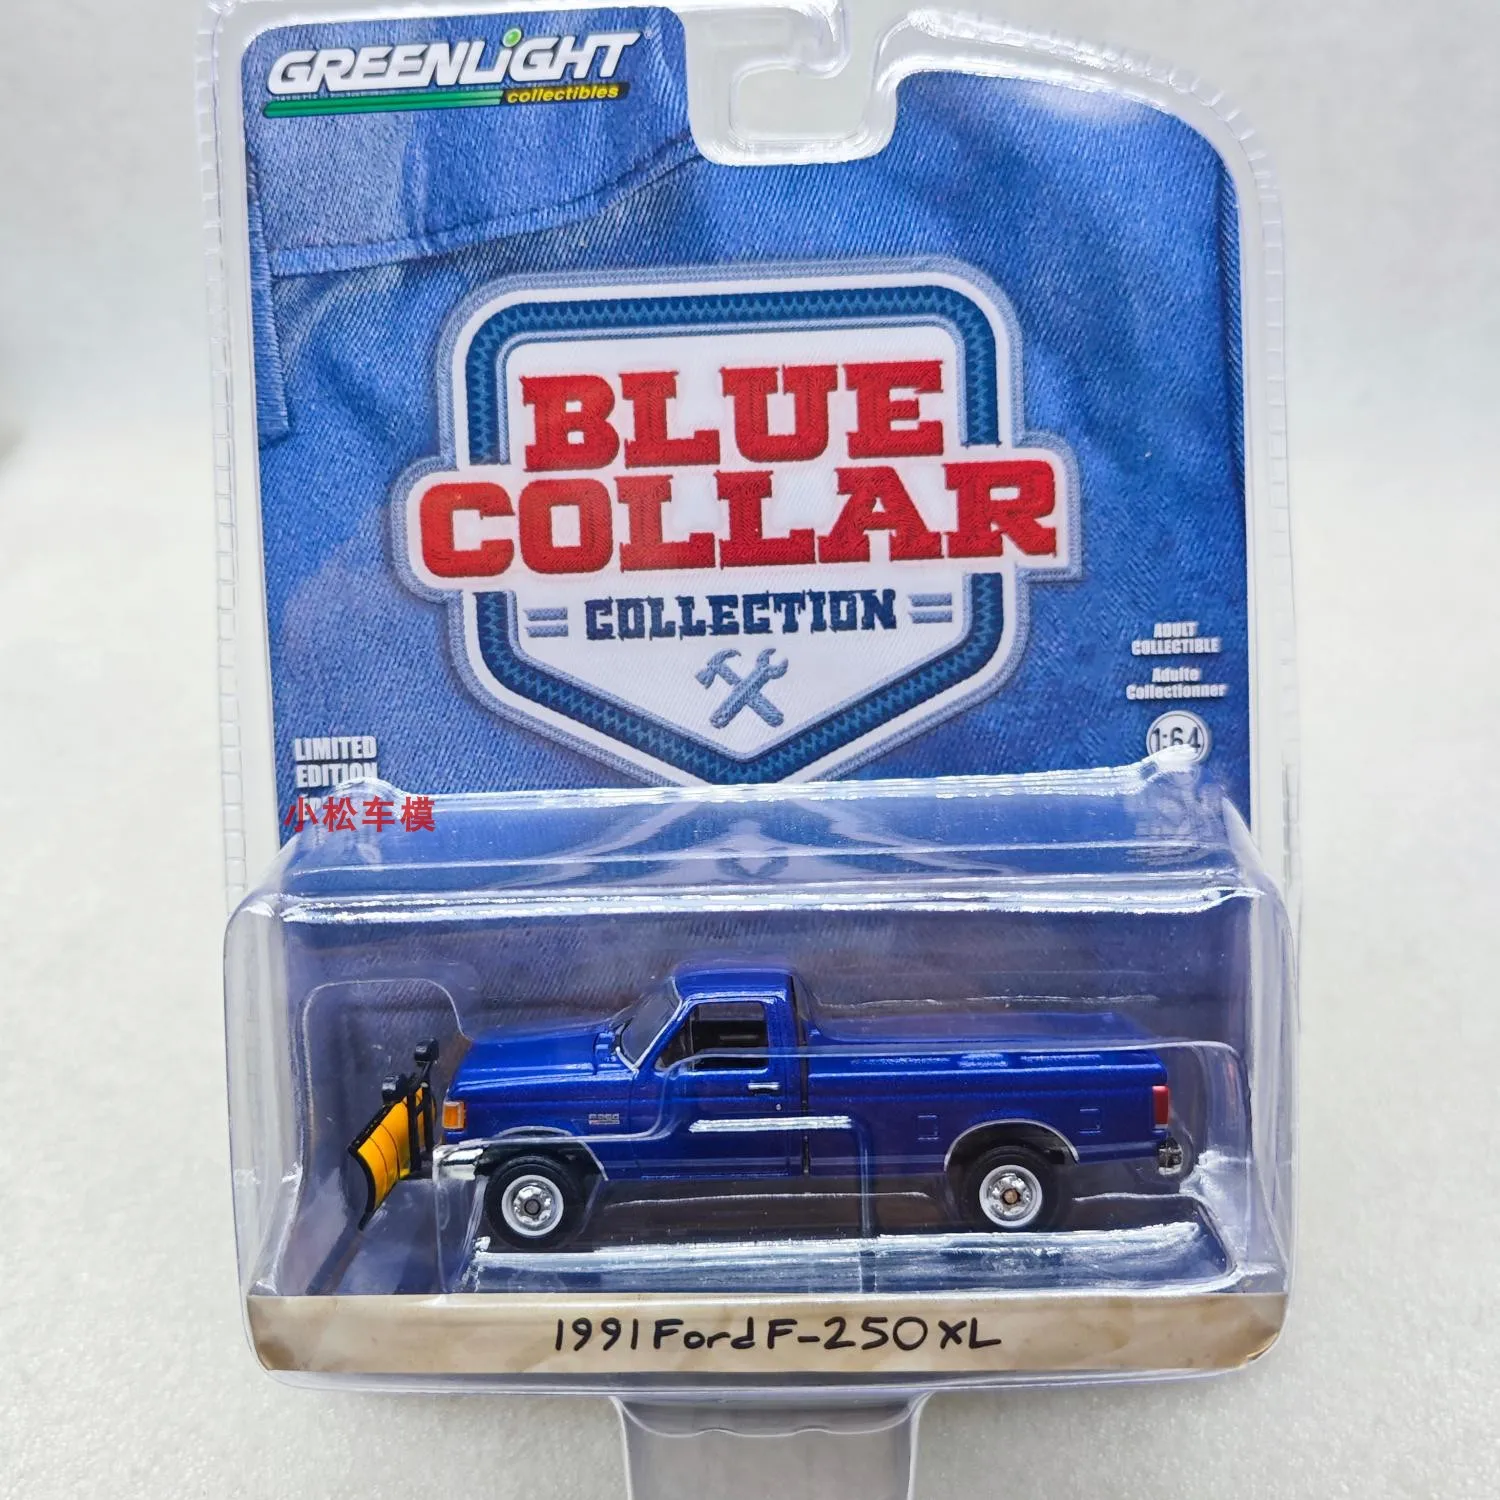 GREENLiGHT
collectibles
BLUE
COLLAR
COLLECTION
ADULT
COLLECTIBLE
Adulte
Collectionner
1:64
LIMITED
EDITION
小松车模
1991 Ford F-250 XL